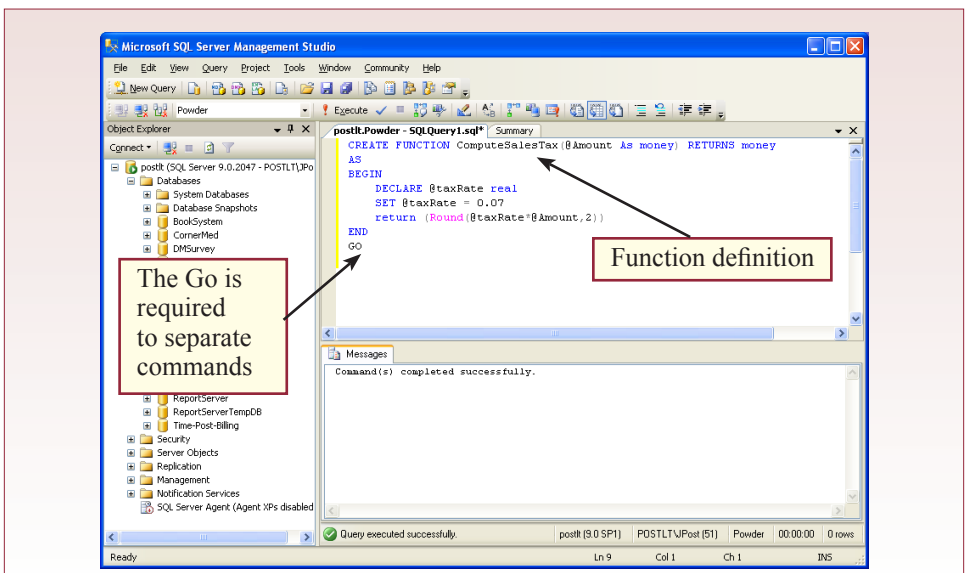 Microsoft SQL Server Management Studio
File Edit View Query Project Tools Window Community Help
New Query
Powder
Execute
Object Explorer
postlt.Powder - SQLQuery1.sql* Summary
Connect
postlt (SQL Server 9.0.2047 - POSTLT\JPo
Databases
System Databases
Database Snapshots
BookSystem
CornerMed
DMSurvey
ReportServer
ReportServerTempDB
Time-Post-Billing
Security
Server Objects
Replication
Management
Notification Services
SQL Server Agent (Agent XPs disabled
CREATE FUNCTION ComputeSalesTax(@Amount As money) RETURNS money
AS
BEGIN
DECLARE @taxRate real
SET @taxRate = 0.07
return (Round(@taxRate*@Amount,2))
END
GO
Function definition
The Go is
required
to separate
commands
Messages
Command(s) completed successfully.
Query executed successfully. postlt (9.0 SP1) POSTLT\JPost (51) Powder 00:00:00 0 rows
Ready Ln 9 Col 1 Ch 1 INS